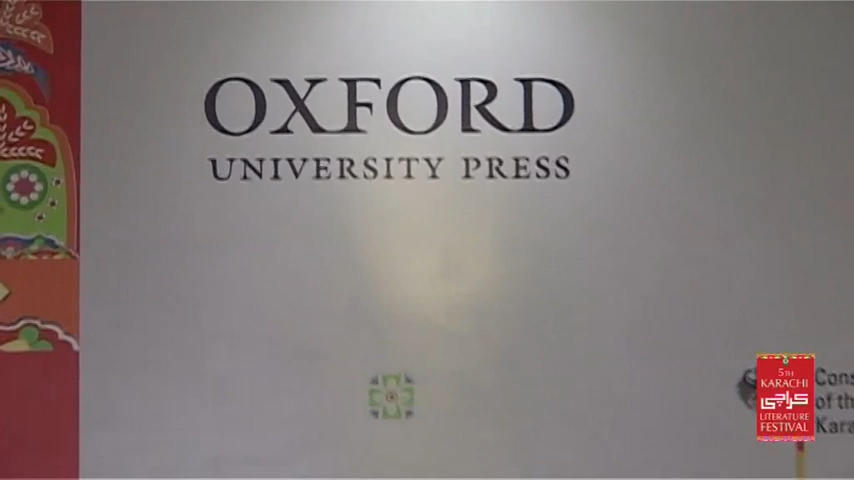 OXFORD
UNIVERSITY PRESS
5TH
KARACHI
کراچی
LITERATURE
FESTIVAL
Cons
of th
Kara